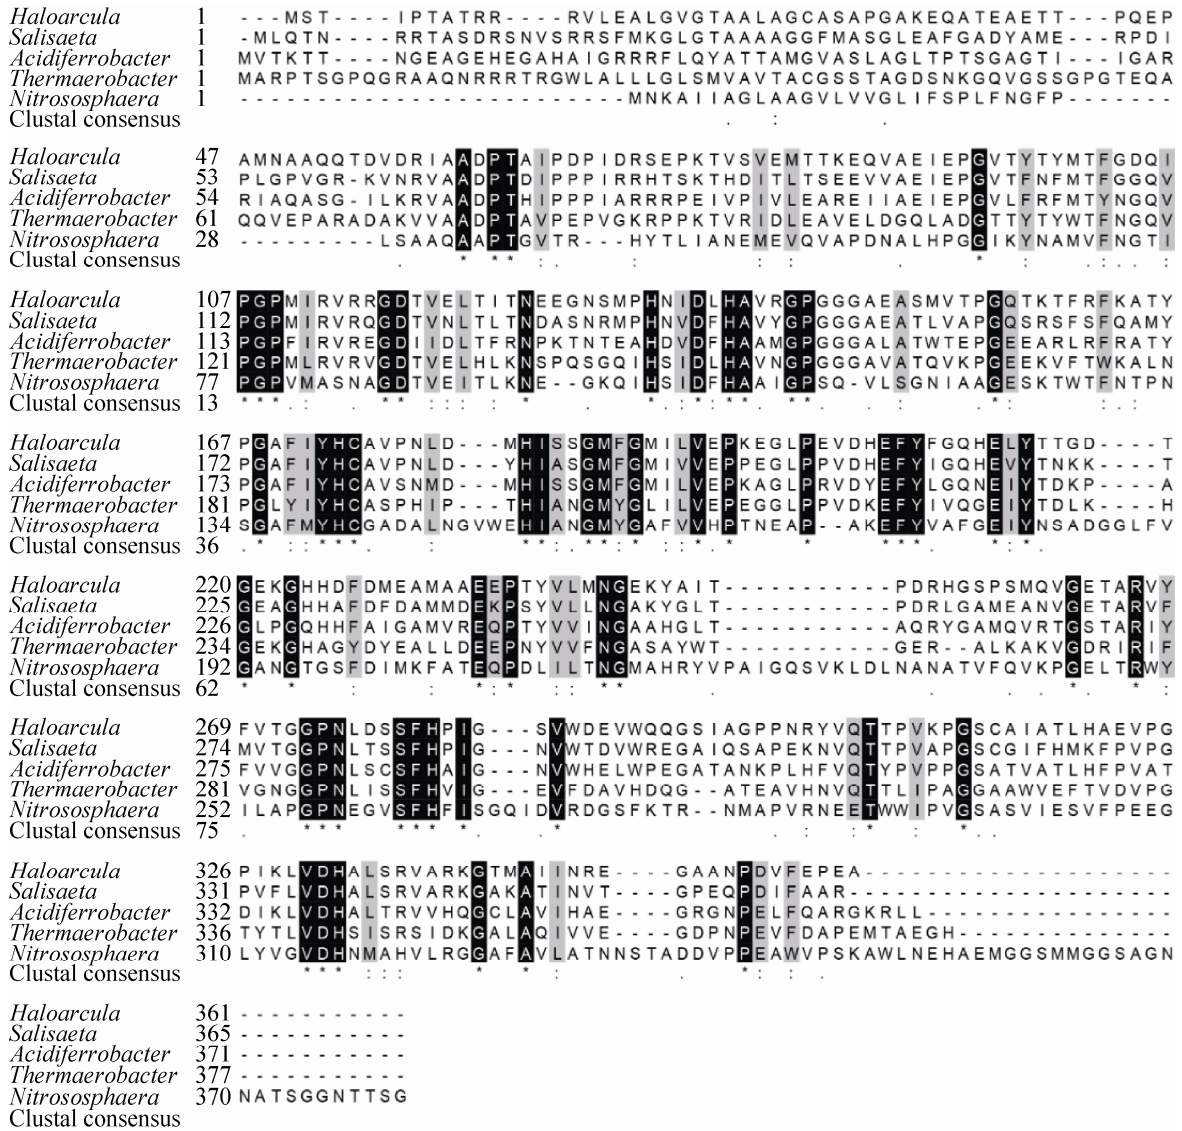 Haloarcula 1 ---MST----IPTATRR----RVLEALGVGTAALAGCASAPGAKEQATEAETT---PQEP
Salisaeta 1 -MLQTN----RRTASDRSNVSRRSFMKGLGTAAAAGGFMASGLEAFGADYAME---RPDI
Acidiferrobacter 1 MVTKTT----NGEAGEHEGAHAIGRRRFLQYATTAMGVASLAGLTPTSGAGTI---IGAR
Thermaerobacter 1 MARPTSGPQGRAAQNRRRTRGWLALLLGLSMVAVTACGSSTAGDSNKGQVGSSGPGTEQA
Nitrososphaera 1 -------------------------MNKAIIAGLAAGVLVVGLIFSPLFNGFP-------
Clustal consensus . : .
Haloarcula 47 AMNAAQQTDVDRIAADPTAIPDPIDRSEPKTVSVEMTTKEQVAEIEPGVTYTYMTFGDQI
Salisaeta 53 PLGPVGR-KVNRVAADPTDIPPPIRRHTSKTHDITLTSEEVVAEIEPGVTFNFMTFGGQV
Acidiferrobacter 54 RIAQASG-ILKRVAADPTHIPPPIARRRPEIVPIVLEAREIIAEIEPGVLFRFMTYNGQV
Thermaerobacter 61 QQVEPARADAKVVAADPTAVPEPVGKRPPKTVRIDLEAVELDGQLADGTTYTYWTFNGQV
Nitrososphaera 28 ---------LSAAQAAPTGVTR---HYTLIANEMEVQVAPDNALHPGGIKYNAMVFNGTI
Clustal consensus . * ** :. : : : * : :.. :
Haloarcula 107 PGPMIRVRRGDTVELTITNEEGNSMPHNIDLHAVRGPGGGAEASMVTPGQTKTFRFKATY
Salisaeta 112 PGPMIRVRQGDTVNLTLTNDASNRMPHNVDFHAVYGPGGGAEATLVAPGQSRSFSFQAMY
Acidiferrobacter 113 PGPFIRVREGDIIDLTFRNPKTNTEAHDVDFHAAMGPGGGALATWTEPGEEARLRFRATY
Thermaerobacter 121 PGPMLRVRVGDTVELHLKNSPQSGQIHSIDLHAVNGPGGGAVATQVKPGEEKVFTWKALN
Nitrososphaera 77 PGPVMASNAGDTVEITLKNE--GKQIHSIDFHAAIGPSQ-VLSGNIAAGESKTWTFNTPN
Clustal consensus 13 ***.: . ** ::: : * . *.:*:**. **. . : *: :.:
Haloarcula 167 PGAFIYHCAVPNLD---MHISSGMFGMILVEPKEGLPEVDHEFYFGQHELYTTGD----T
Salisaeta 172 PGAFIYHCAVPNLD---YHIASGMFGMIVVEPPEGLPPVDHEFYIGQHEVYTNKK----T
Acidiferrobacter 173 PGAFIYHCAVSNMD---MHISSGMFGMILVEPKAGLPRVDYEFYLGQNEIYTDKP----A
Thermaerobacter 181 PGLYIYHCASPHIP---THIANGMYGLILVEPEGGLPPVDKEFYIVQGEIYTDLK----H
Nitrososphaera 134 SGAFMYHCGADALNGVWEHIANGMYGAFVVHPTNEAP--AKEFYVAFGEIYNSADGGLFV
Clustal consensus 36 .* ::***. : **:.**:* ::*.* * ***. *:*.
Haloarcula 220 GEKGHHDFDMEAMAAEEPTYVLMNGEKYAIT-----------PDRHGSPSMQVGETARVY
Salisaeta 225 GEAGHHAFDFDAMMDEKPSYVLLNGAKYGLT-----------PDRLGAMEANVGETARVF
Acidiferrobacter 226 GLPGQHHFAIGAMVREQPTYVVINGAAHGLT-----------AQRYGAMQVRTGSTARIY
Thermaerobacter 234 GEKGHAGYDYEALLDEEPNYVVFNGASAYWT-----------GER--ALKAKVGDRIRIF
Nitrososphaera 192 GANGTGSFDIMKFATEQPDLILTNGMAHRYVPAIGQSVKLDLNANATVFQVKPGELTRWY
Clustal consensus 62 * * : : *:* :: ** . . . . * * :
Haloarcula 269 FVTGGPNLDSSFHPIG---SVWDEVWQQGSIAGPPNRYVQTTPVKPGSCAIATLHAEVPG
Salisaeta 274 MVTGGPNLTSSFHPIG---NVWTDVWREGAIQSAPEKNVQTTPVAPGSCGIFHMKFPVPG
Acidiferrobacter 275 FVVGGPNLSCSFHAIG---NVWHELWPEGATANKPLHFVQTYPVPPGSATVATLHFPVAT
Thermaerobacter 281 VGNGGPNLISSFHVIG---EVFDAVHDQG--ATEAVHNVQTTLIPAGGAAWVEFTVDVPG
Nitrososphaera 252 ILAPGPNEGVSFHFISGQIDVRDGSFKTR--NMAPVRNEETWWIPVGSASVIESVFPEEG
Clustal consensus 75 . *** *** *. * . : :* : *. .
Haloarcula 326 PIKLVDHALSRVARKGTMAIINRE----GAANPDVFEPEA--------------------
Salisaeta 331 PVFLVDHALSRVARKGAKATINVT----GPEQPDIFAAR---------------------
Acidiferrobacter 332 DIKLVDHALTRVVHQGCLAVIHAE----GRGNPELFQARGKRLL----------------
Thermaerobacter 336 TYTLVDHSISRSIDKGALAQIVVE----GDPNPEVFDAPEMTAEGH--------------
Nitrososphaera 310 LYVGVDHNMAHVLRGGAFAVLATNNSTADDVPPEAWVPSKAWLNEHAEMGGSMMGGSAGN
Clustal consensus *** ::: * * : . *: : .
Haloarcula 361 -----------
Salisaeta 365 -----------
Acidiferrobacter 371 -----------
Thermaerobacter 377 -----------
Nitrososphaera 370 NATSGGNTTSG
Clustal consensus